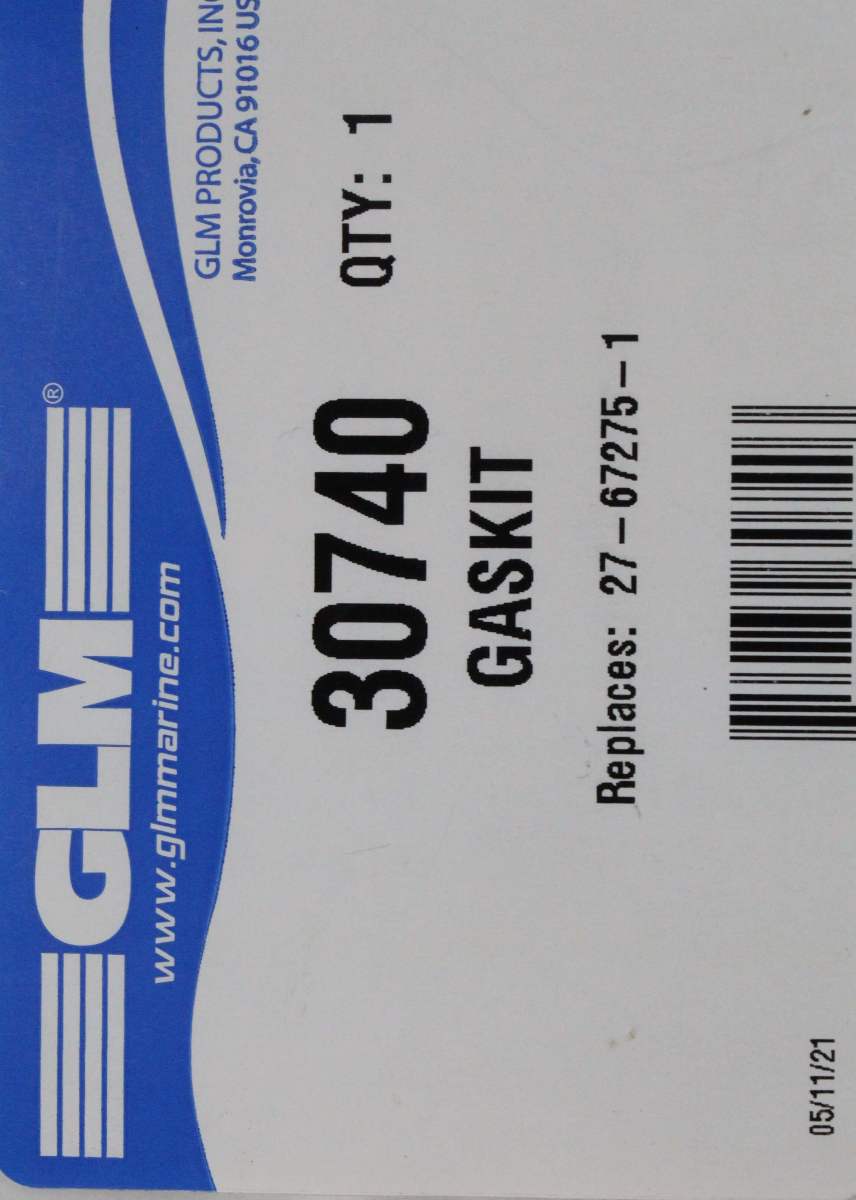 GLM®
www.glmmarine.com
GLM PRODUCTS, INC
Monrovia, CA 91016 US
30740 QTY: 1
GASKIT
Replaces: 27-67275-1
05/11/21